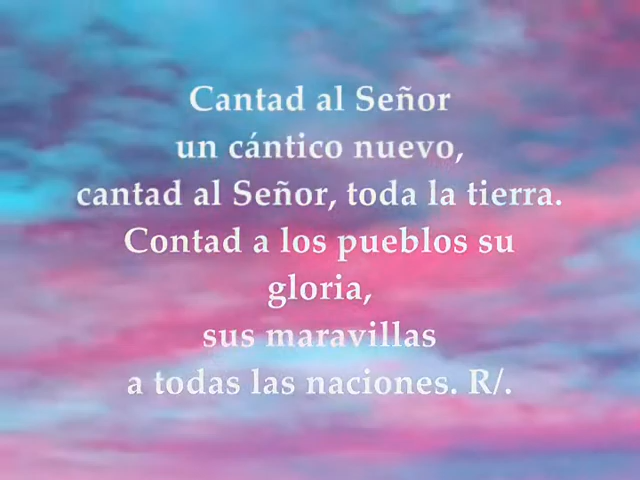 Cantad al Señor
un cántico nuevo,
cantad al Señor, toda la tierra.
Contad a los pueblos su
gloria,
sus maravillas
a todas las naciones. R/.